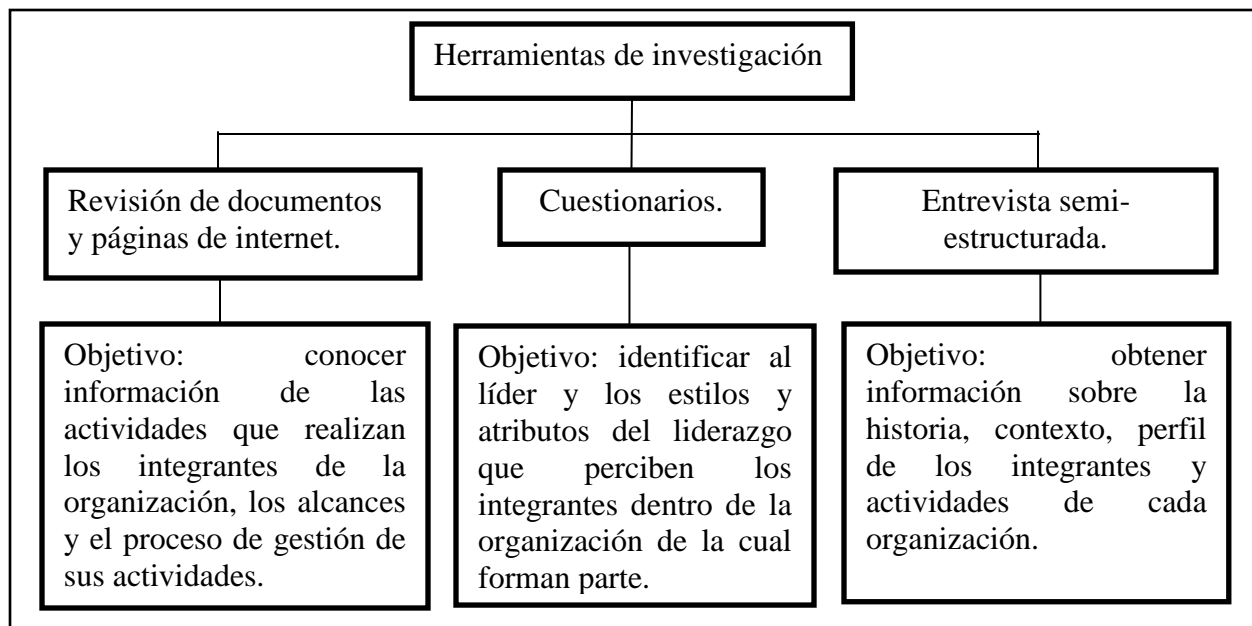 Herramientas de investigación
Revisión de documentos
y páginas de internet.
Cuestionarios.
Entrevista semi-
estructurada.
Objetivo: conocer
información de las
actividades que realizan
los integrantes de la
organización, los alcances
y el proceso de gestión de
sus actividades.
Objetivo: identificar al
líder y los estilos y
atributos del liderazgo
que perciben los
integrantes dentro de la
organización de la cual
forman parte.
Objetivo: obtener
información sobre la
historia, contexto, perfil
de los integrantes y
actividades de cada
organización.